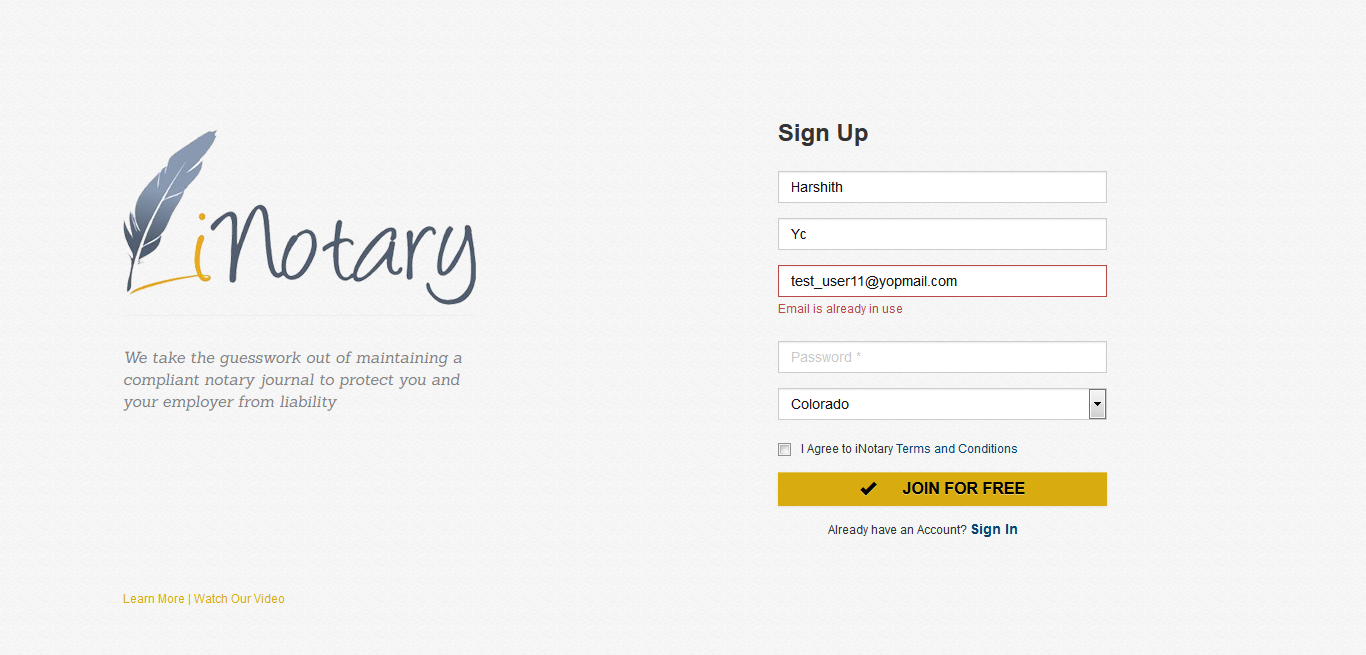 iNotary
We take the guesswork out of maintaining a
compliant notary journal to protect you and
your employer from liability
Learn More | Watch Our Video
Sign Up
Harshith
Yc
test_user11@yopmail.com
Email is already in use
Password *
Colorado
I Agree to iNotary Terms and Conditions
JOIN FOR FREE
Already have an Account? Sign In